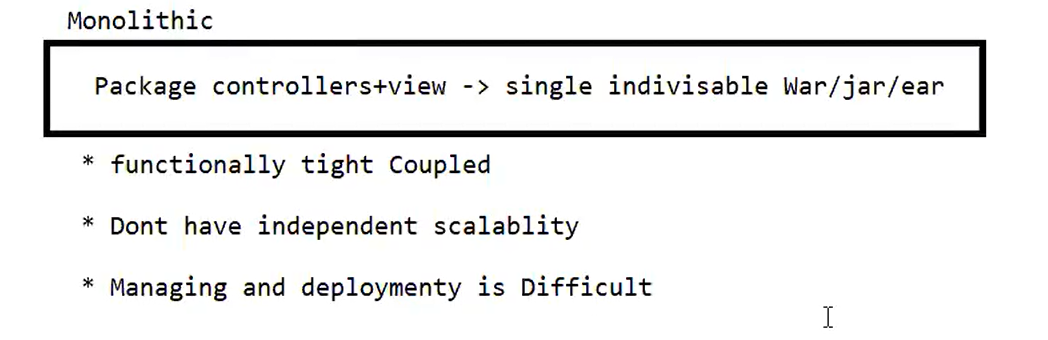 Monolithic
Package controllers+view -> single indivisable War/jar/ear
* functionally tight Coupled
* Dont have independent scalablity
* Managing and deploymenty is Difficult